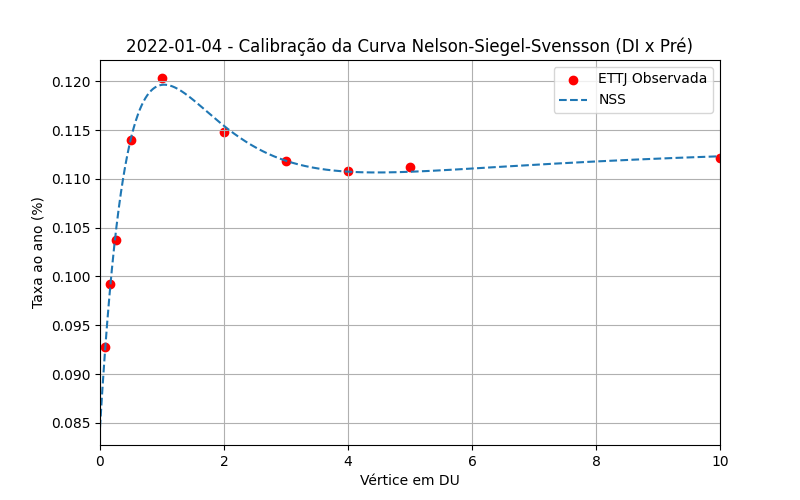 2022-01-04 - Calibração da Curva Nelson-Siegel-Svensson (DI x Pré)
ETTJ Observada
NSS
0.120
0.115
0.110
0.105
0.100
0.095
0.090
0.085
Taxa ao ano (%)
0 2 4 6 8 10
Vértice em DU